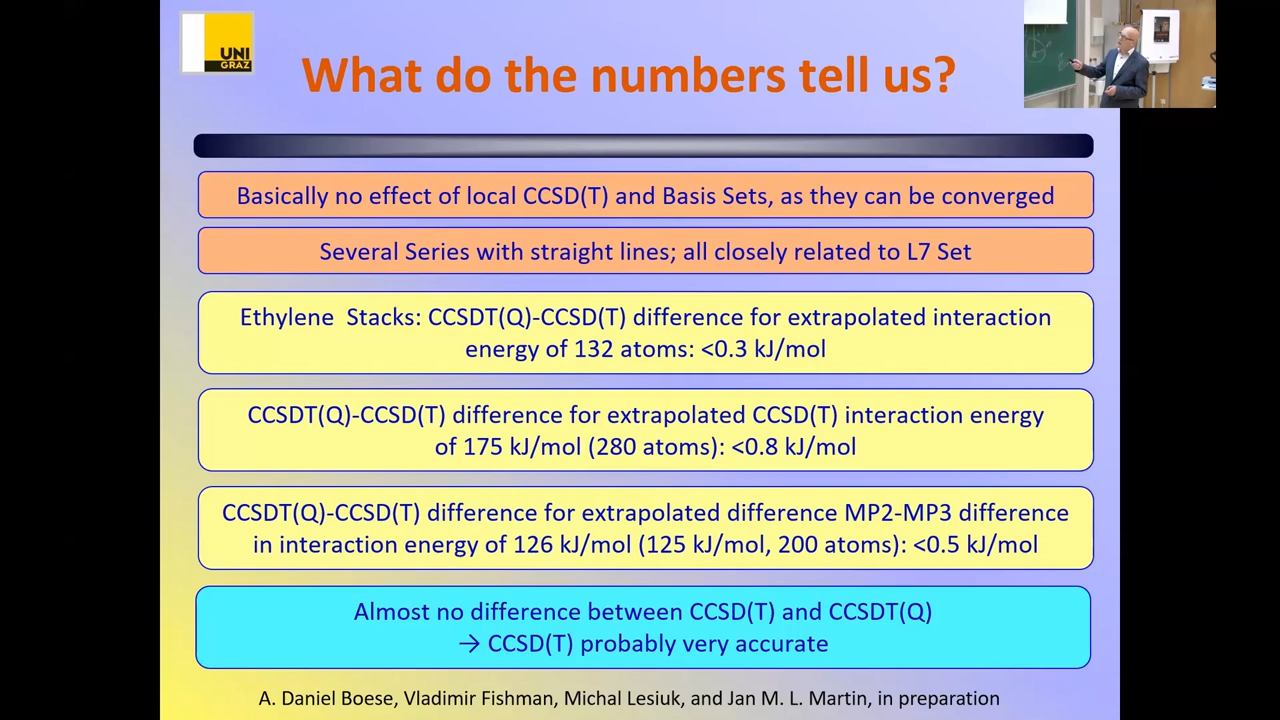 UNI
GRAZ
What do the numbers tell us?
Basically no effect of local CCSD(T) and Basis Sets, as they can be converged
Several Series with straight lines; all closely related to L7 Set
Ethylene  Stacks: CCSDT(Q)-CCSD(T) difference for extrapolated interaction
energy of 132 atoms: <0.3 kJ/mol
CCSDT(Q)-CCSD(T) difference for extrapolated CCSD(T) interaction energy
of 175 kJ/mol (280 atoms): <0.8 kJ/mol
CCSDT(Q)-CCSD(T) difference for extrapolated difference MP2-MP3 difference
in interaction energy of 126 kJ/mol (125 kJ/mol, 200 atoms): <0.5 kJ/mol
Almost no difference between CCSD(T) and CCSDT(Q)
→ CCSD(T) probably very accurate
A. Daniel Boese, Vladimir Fishman, Michal Lesiuk, and Jan M. L. Martin, in preparation